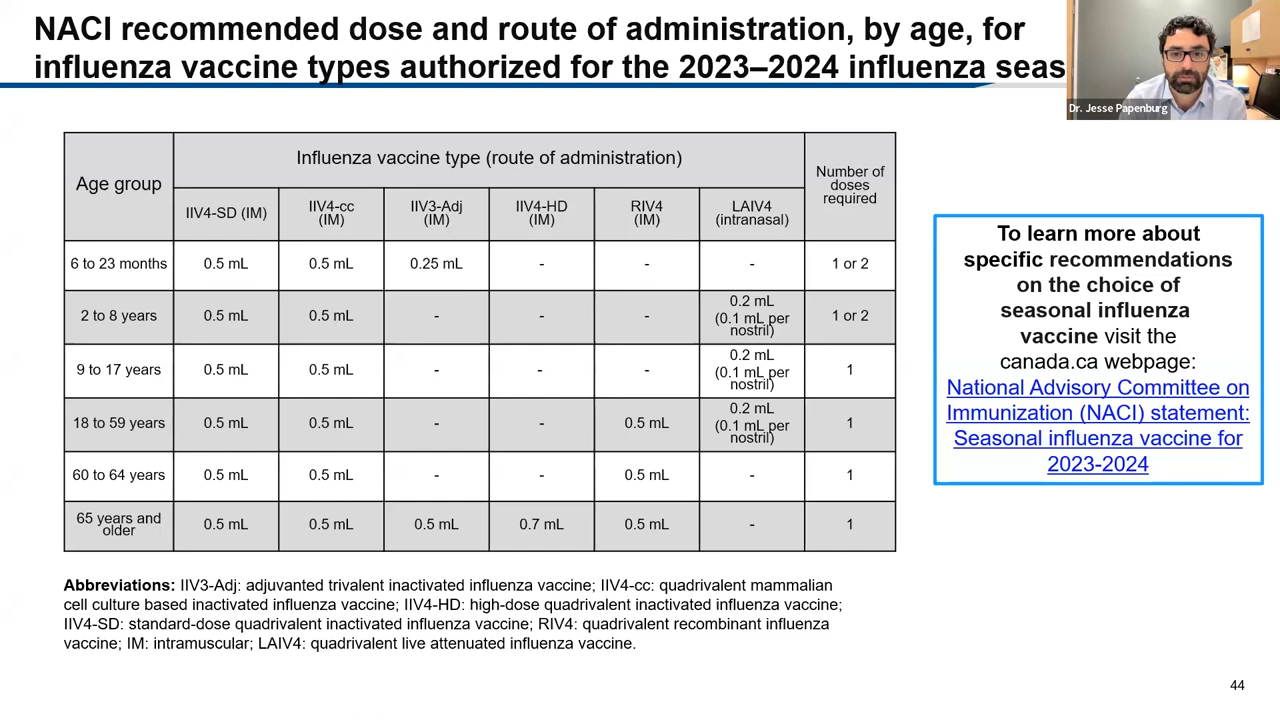 NACI recommended dose and route of administration, by age, for
influenza vaccine types authorized for the 2023–2024 influenza seas
Dr. Jesse Papenburg
Age group
Influenza vaccine type (route of administration)
Number of
doses
required
IIV4-SD (IM)
IIV4-cc
(IM)
IIV3-Adj
(IM)
IIV4-HD
(IM)
RIV4
(IM)
LAIV4
(intranasal)
6 to 23 months
0.5 mL
0.5 mL
0.25 mL
-
-
-
1 or 2
2 to 8 years
0.5 mL
0.5 mL
-
-
-
0.2 mL
(0.1 mL per
nostril)
1 or 2
9 to 17 years
0.5 mL
0.5 mL
-
-
-
0.2 mL
(0.1 mL per
nostril)
1
18 to 59 years
0.5 mL
0.5 mL
-
-
0.5 mL
0.2 mL
(0.1 mL per
nostril)
1
60 to 64 years
0.5 mL
0.5 mL
-
-
0.5 mL
-
1
65 years and
older
0.5 mL
0.5 mL
0.5 mL
0.7 mL
0.5 mL
-
1
To learn more about
specific recommendations
on the choice of
seasonal influenza
vaccine visit the
canada.ca webpage:
National Advisory Committee on
Immunization (NACI) statement:
Seasonal influenza vaccine for
2023-2024
Abbreviations: IIV3-Adj: adjuvanted trivalent inactivated influenza vaccine; IIV4-cc: quadrivalent mammalian
cell culture based inactivated influenza vaccine; IIV4-HD: high-dose quadrivalent inactivated influenza vaccine;
IIV4-SD: standard-dose quadrivalent inactivated influenza vaccine; RIV4: quadrivalent recombinant influenza
vaccine; IM: intramuscular; LAIV4: quadrivalent live attenuated influenza vaccine.
44